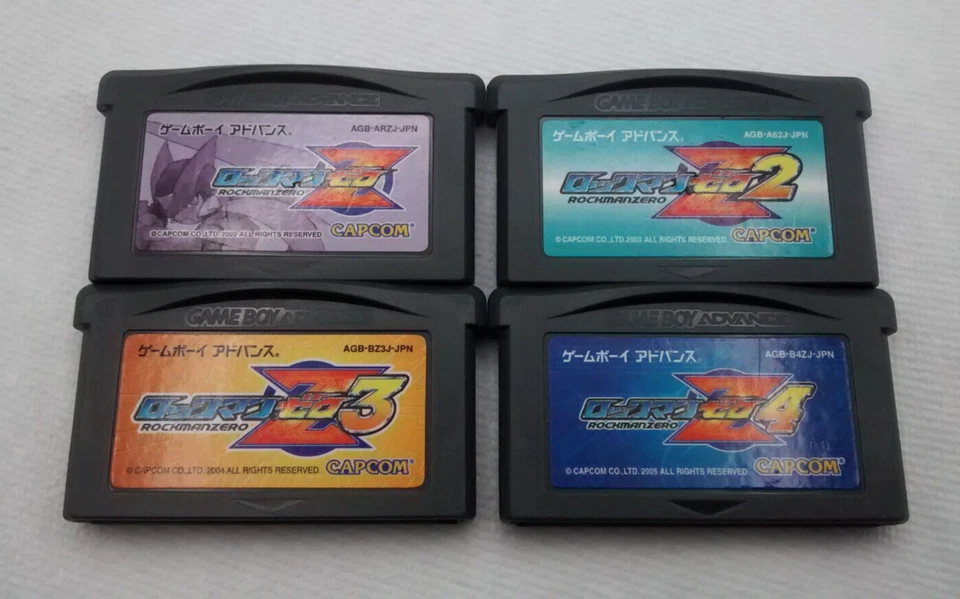 GAME BOY ADVANCE
ゲームボーイ アドバンス®
AGB-ARZJ-JPN
ロックマンゼロ
ROCKMANZERO
©CAPCOM CO.,LTD. 2002 ALL RIGHTS RESERVED.
CAPCOM®
GAME BOY ADVANCE
ゲームボーイ アドバンス®
AGB-A62J-JPN
ロックマンゼロ2
ROCKMANZERO
©CAPCOM CO.,LTD. 2003 ALL RIGHTS RESERVED.
CAPCOM®
GAME BOY ADVANCE
ゲームボーイ アドバンス®
AGB-BZ3J-JPN
ロックマンゼロ3
ROCKMANZERO
©CAPCOM CO.,LTD. 2004 ALL RIGHTS RESERVED.
CAPCOM®
GAME BOY ADVANCE
ゲームボーイ アドバンス®
AGB-B4ZJ-JPN
ロックマンゼロ4
ROCKMANZERO
©CAPCOM CO.,LTD. 2005 ALL RIGHTS RESERVED.
CAPCOM®